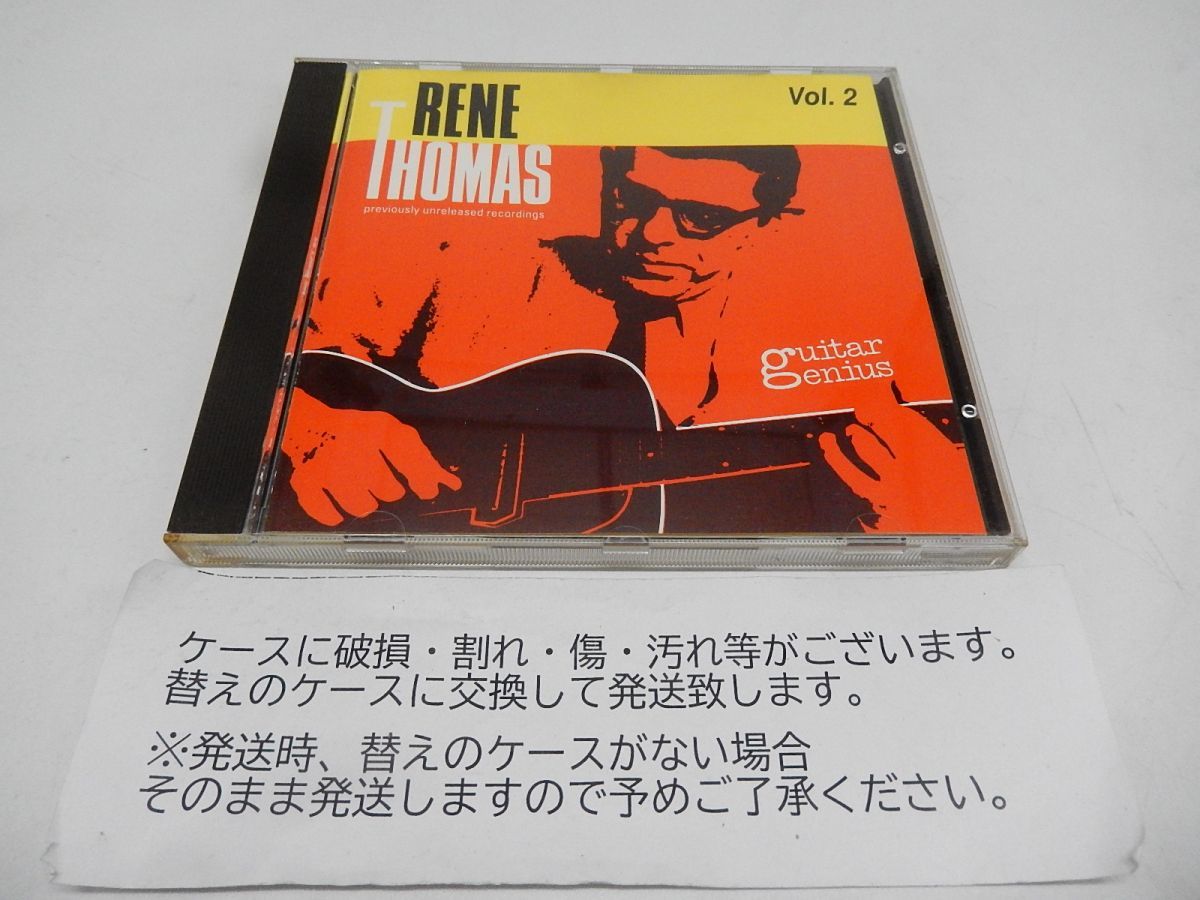 RENE
THOMAS
previously unreleased recordings
Vol. 2
guitar
genius
ケースに破損・割れ・傷・汚れ等がございます。
替えのケースに交換して発送致します。
※発送時、替えのケースがない場合
そのまま発送しますので予めご了承ください。